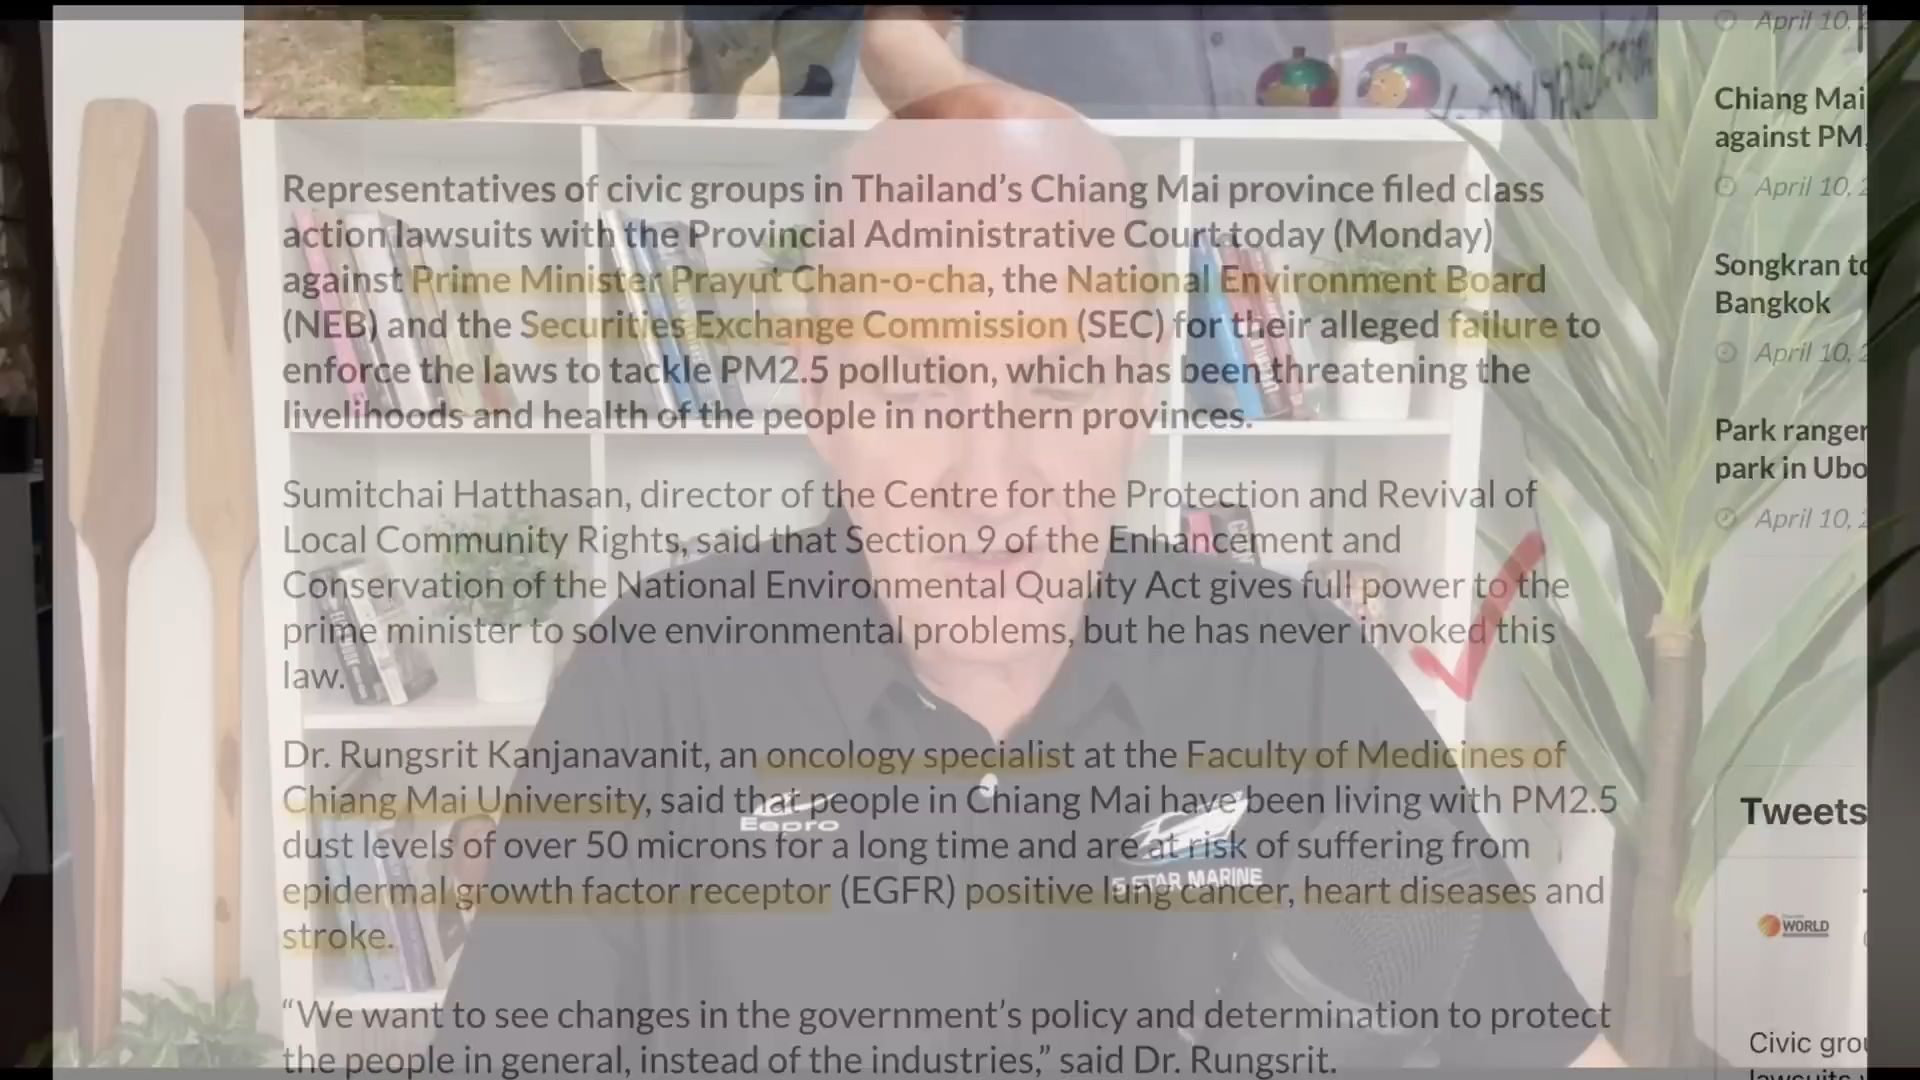 Representatives of civic groups in Thailand's Chiang Mai province filed class
action lawsuits with the Provincial Administrative Court today (Monday)
against Prime Minister Prayut Chan-o-cha, the National Environment Board
(NEB) and the Securities Exchange Commission (SEC) for their alleged failure to
enforce the laws to tackle PM2.5 pollution, which has been threatening the
livelihoods and health of the people in northern provinces.
Sumitchai Hatthasan, director of the Centre for the Protection and Revival of
Local Community Rights, said that Section 9 of the Enhancement and
Conservation of the National Environmental Quality Act gives full power to the
prime minister to solve environmental problems, but he has never invoked this
law.
Dr. Rungsrit Kanjanavanit, an oncology specialist at the Faculty of Medicines of
Chiang Mai University, said that people in Chiang Mai have been living with PM2.5
dust levels of over 50 microns for a long time and are at risk of suffering from
epidermal growth factor receptor (EGFR) positive lung cancer, heart diseases and
stroke.
“We want to see changes in the government's policy and determination to protect
the people in general, instead of the industries,” said Dr. Rungsrit.
April 10,
Chiang Mai
against PM
April 10, 2
Songkran to
Bangkok
April 10, 2
Park ranger
park in Ubo
April 10, 2
Tweets
WORLD
Civic grou
lawsuits
Eepro
5 STAR MARINE